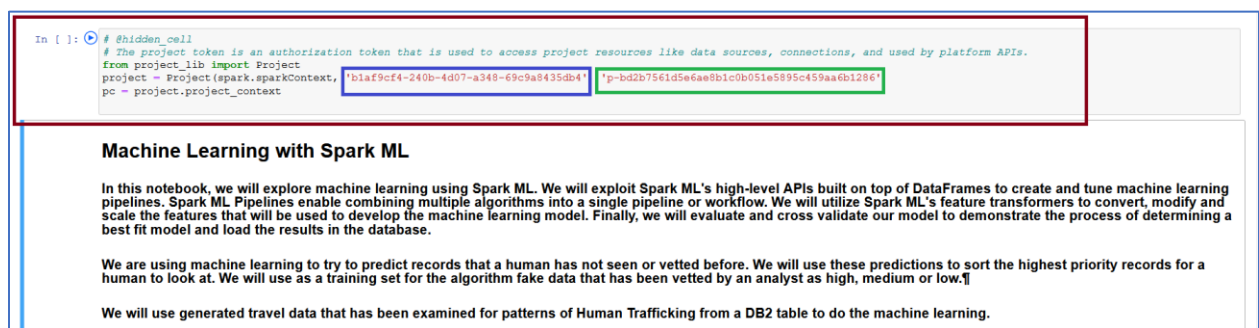 In [ ]: # @hidden_cell
# The project token is an authorization token that is used to access project resources like data sources, connections, and used by platform APIs.
from project_lib import Project
project = Project(spark.sparkContext, 'b1af9cf4-240b-4d07-a348-69c9a8435db4' 'p-bd2b7561d5e6ae8b1c0b051e5895c459aa6b1286'
pc = project.project_context
Machine Learning with Spark ML
In this notebook, we will explore machine learning using Spark ML. We will exploit Spark ML's high-level APIs built on top of DataFrames to create and tune machine learning
pipelines. Spark ML Pipelines enable combining multiple algorithms into a single pipeline or workflow. We will utilize Spark ML's feature transformers to convert, modify and
scale the features that will be used to develop the machine learning model. Finally, we will evaluate and cross validate our model to demonstrate the process of determining a
best fit model and load the results in the database.
We are using machine learning to try to predict records that a human has not seen or vetted before. We will use these predictions to sort the highest priority records for a
human to look at. We will use as a training set for the algorithm fake data that has been vetted by an analyst as high, medium or low.¶
We will use generated travel data that has been examined for patterns of Human Trafficking from a DB2 table to do the machine learning.